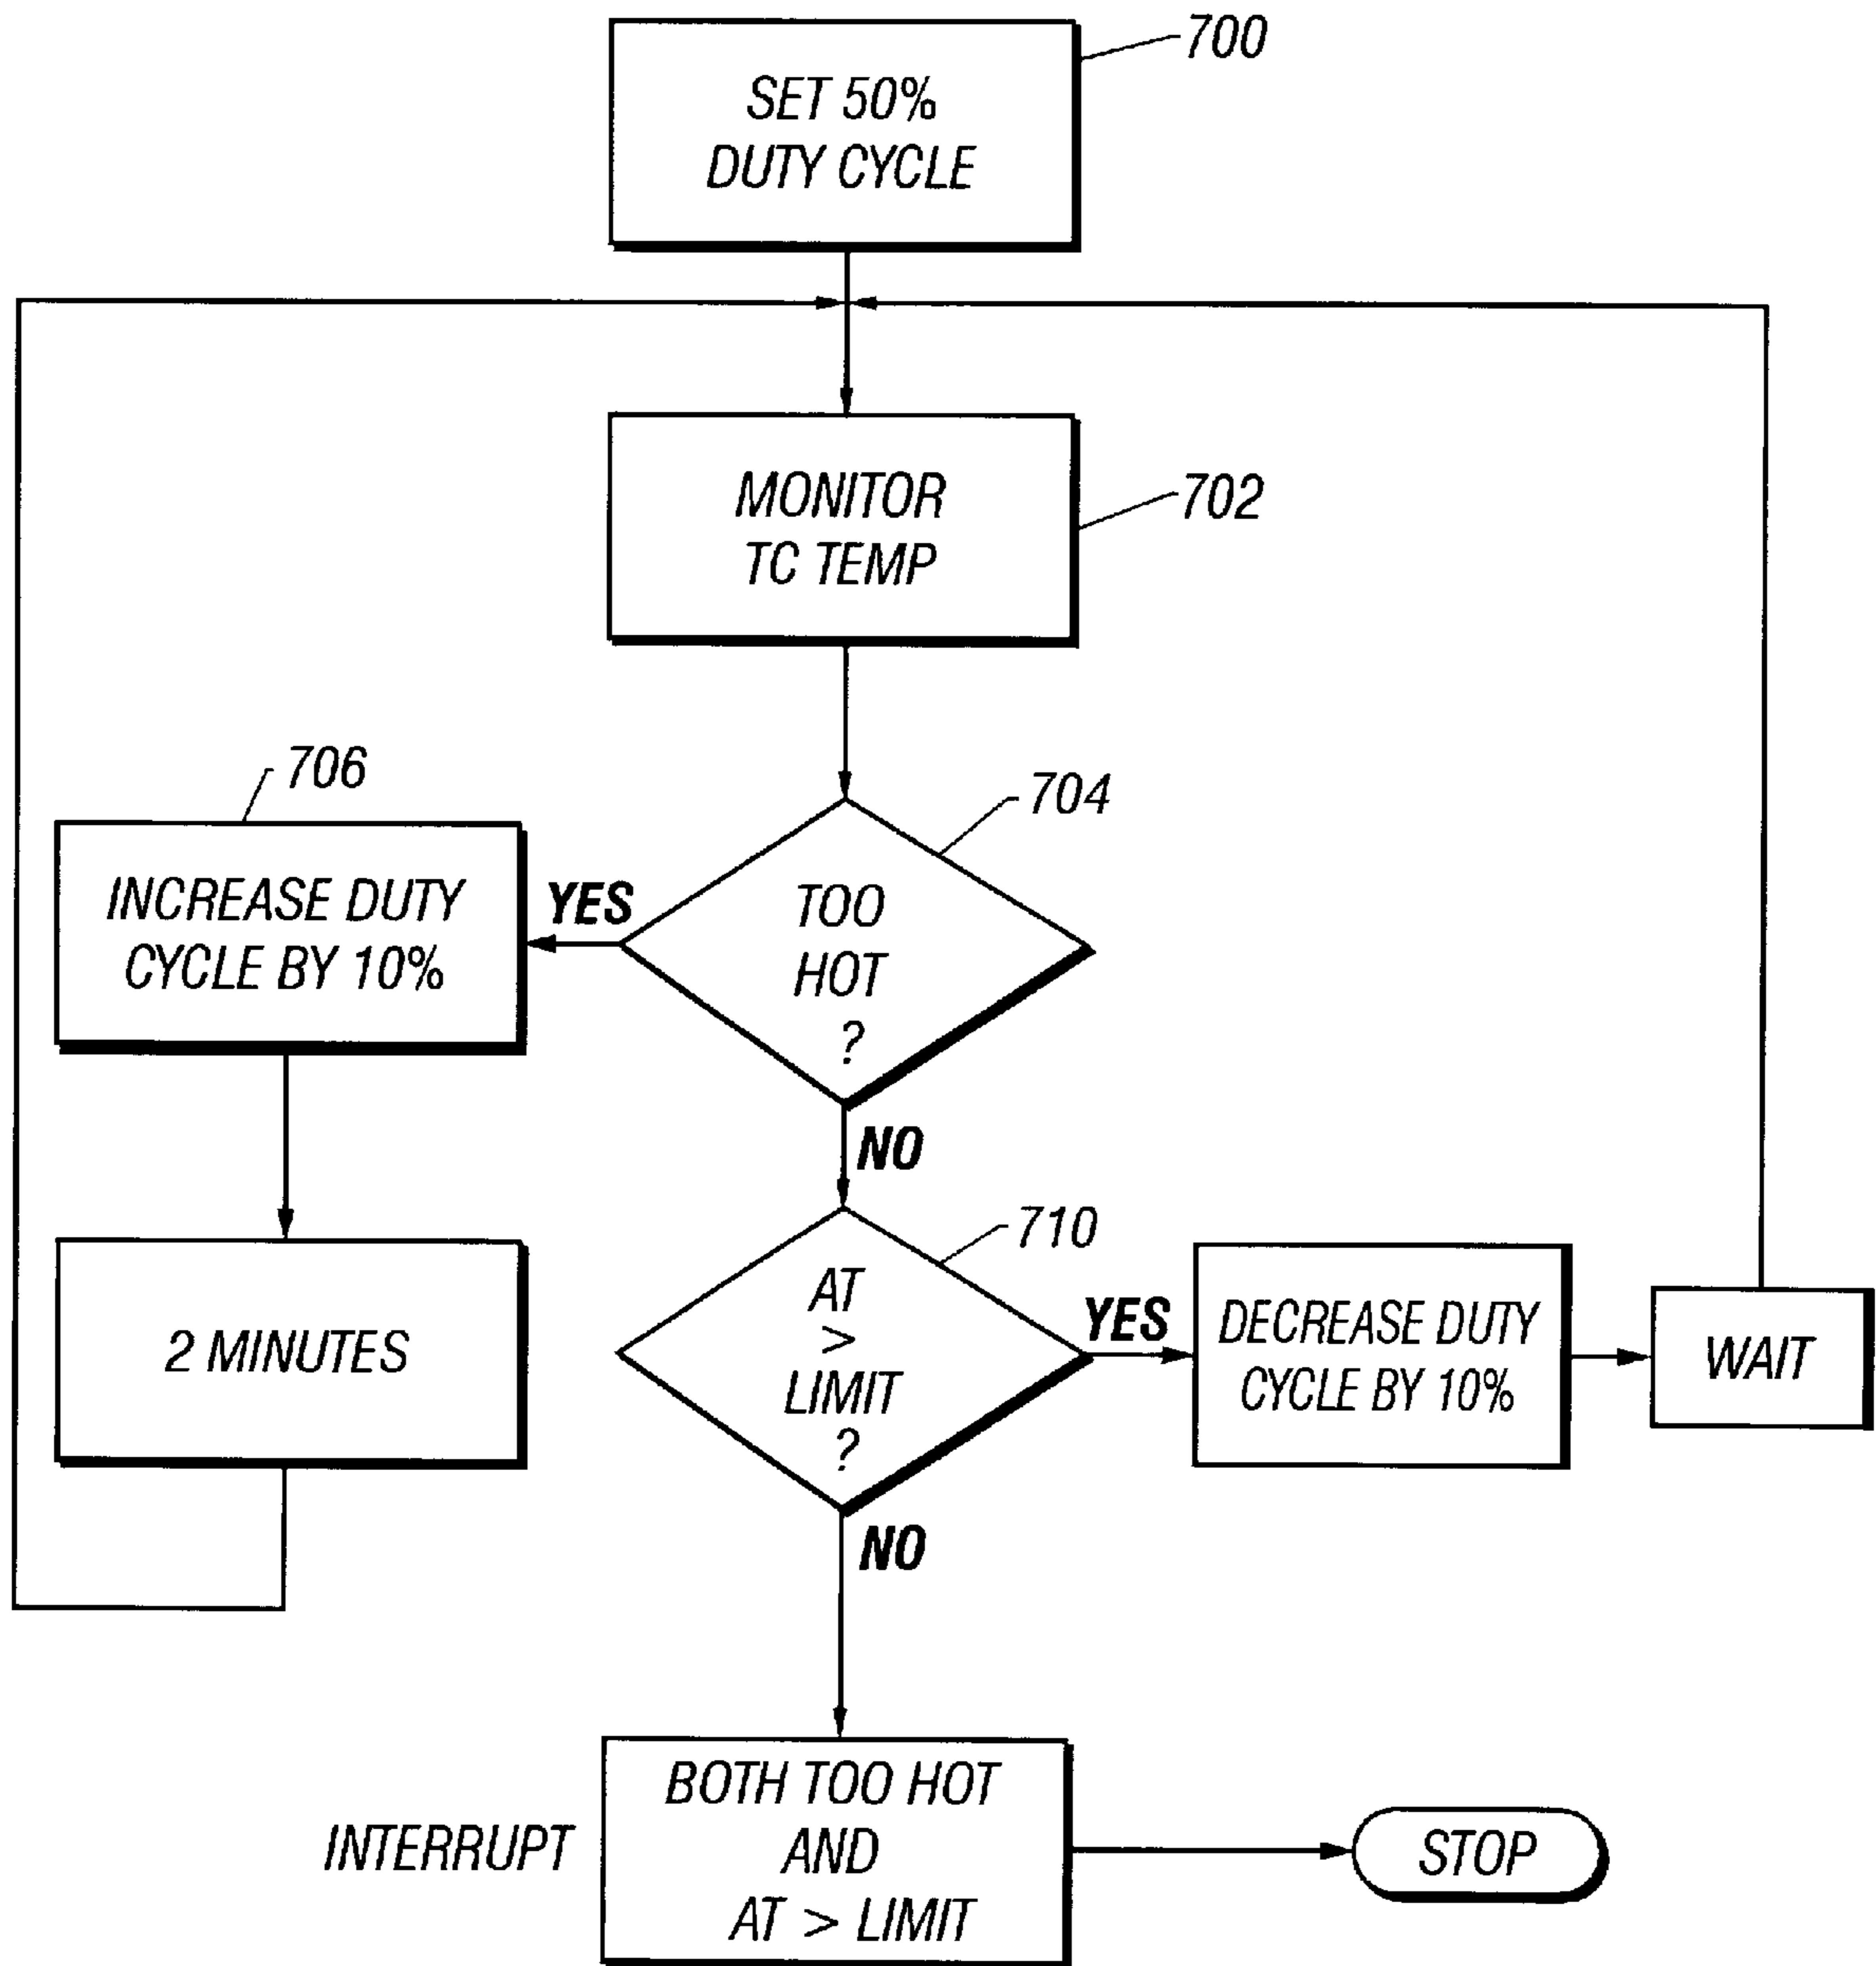 700
SET 50%
DUTY CYCLE
MONITOR
TC TEMP
702
706
704
INCREASE DUTY
CYCLE BY 10%
YES
TOO
HOT
?
NO
2 MINUTES
710
AT
>
LIMIT
?
YES
DECREASE DUTY
CYCLE BY 10%
WAIT
NO
INTERRUPT
BOTH TOO HOT
AND
AT > LIMIT
STOP